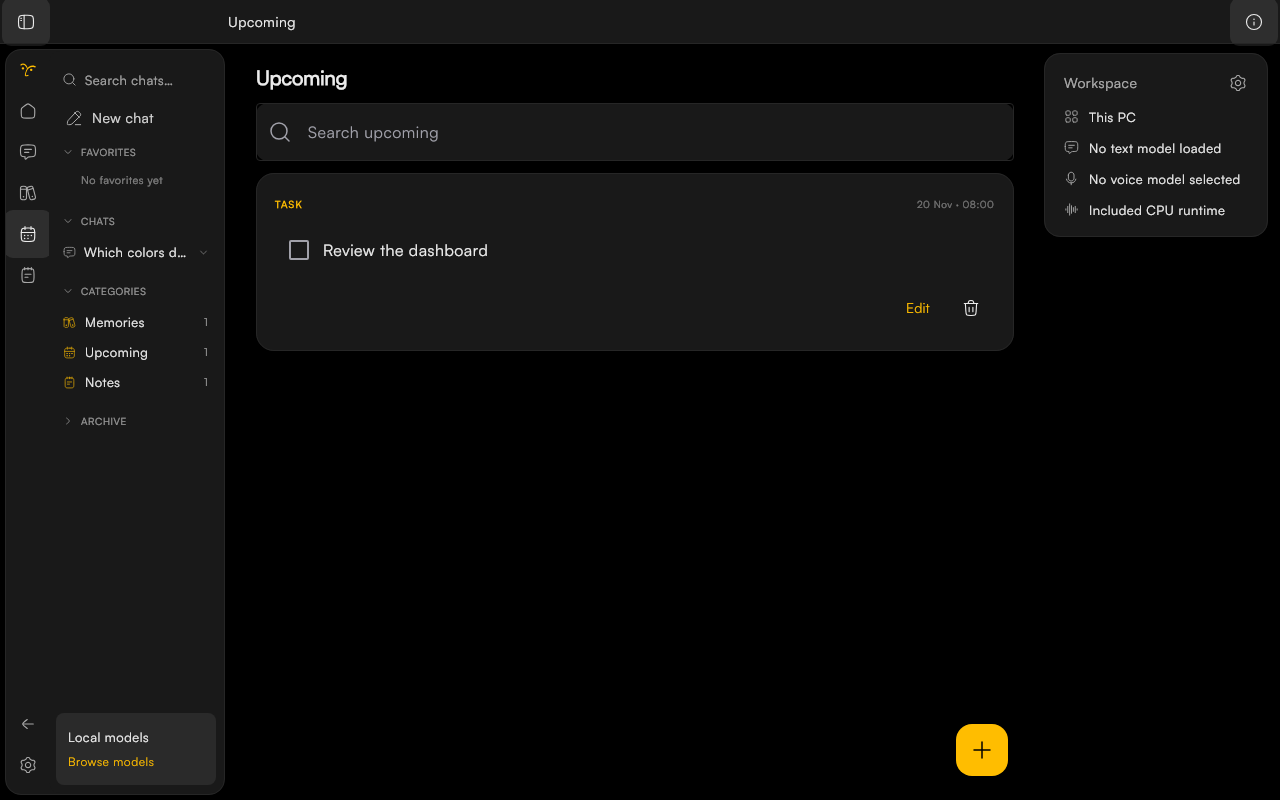 Upcoming
Search chats...
New chat
FAVORITES
No favorites yet
CHATS
Which colors d...
CATEGORIES
Memories 1
Upcoming 1
Notes 1
ARCHIVE
Local models
Browse models
Upcoming
Search upcoming
TASK 20 Nov • 08:00
Review the dashboard
Edit
Workspace
This PC
No text model loaded
No voice model selected
Included CPU runtime